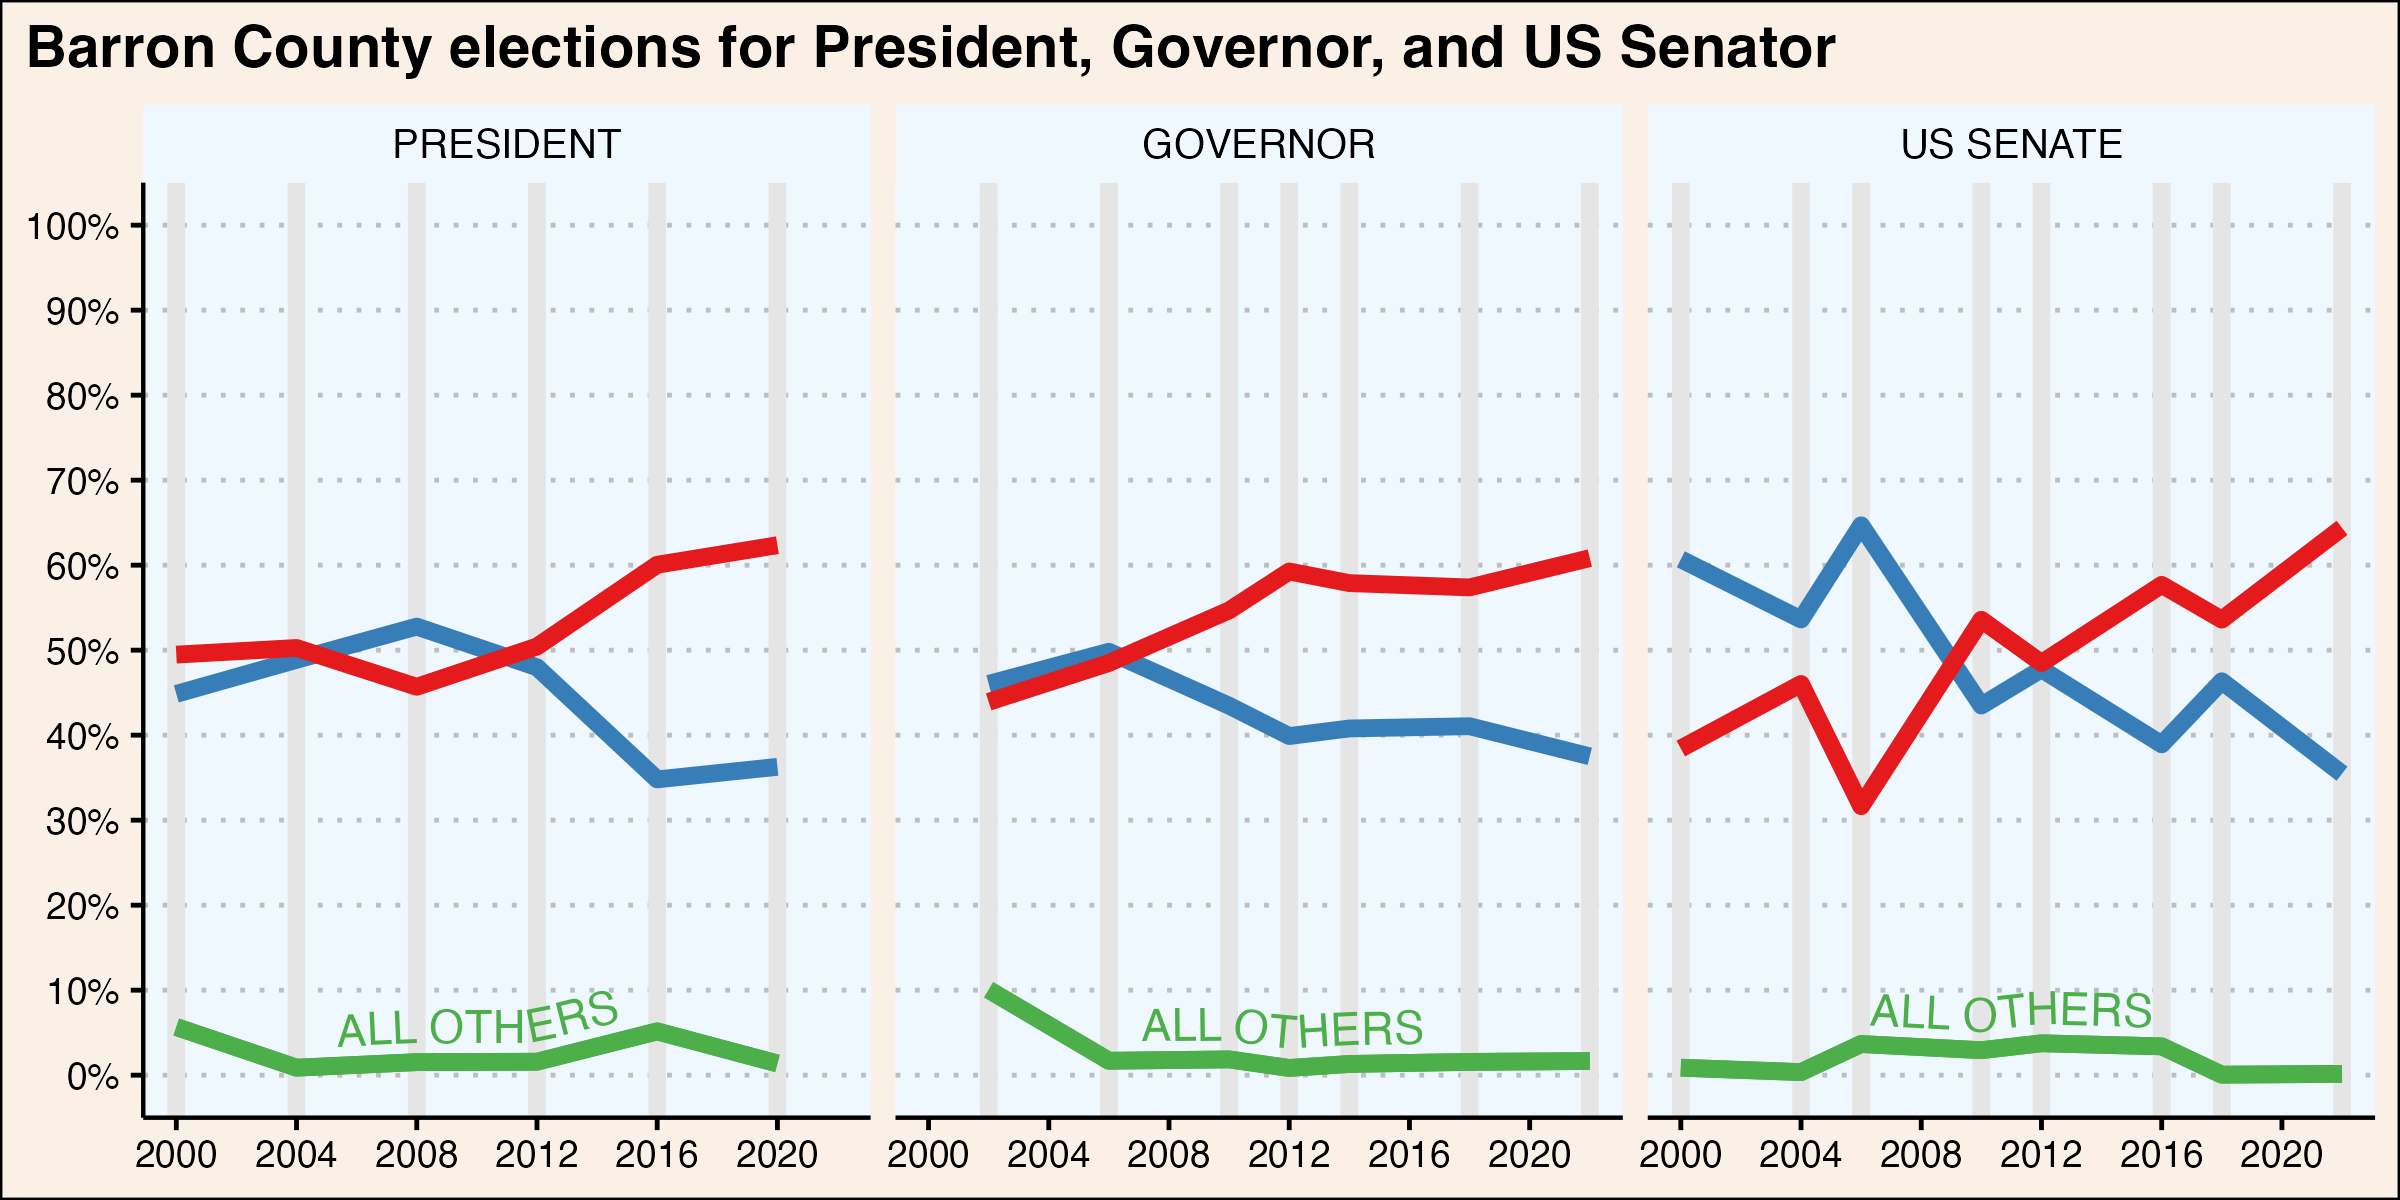 Barron County elections for President, Governor, and US Senator
PRESIDENT
GOVERNOR
US SENATE
100%
90%
80%
70%
60%
50%
40%
30%
20%
10%
0%
ALL OTHERS
ALL OTHERS
ALL OTHERS
2000 2004 2008 2012 2016 2020
2000 2004 2008 2012 2016 2020
2000 2004 2008 2012 2016 2020